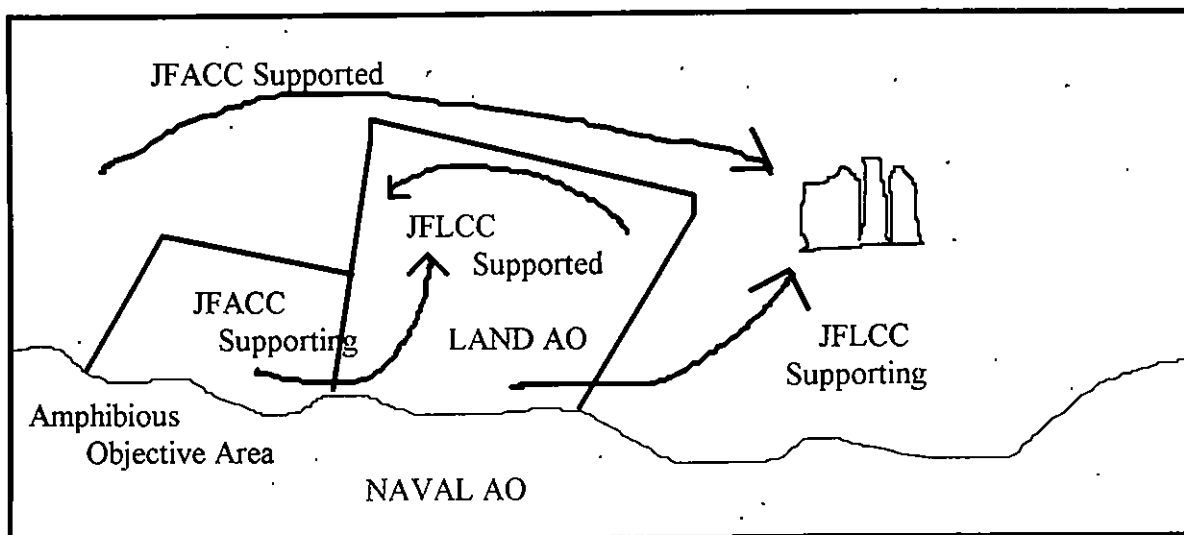 JFACC Supported
JFLCC
Supported
JFACC
Supporting
LAND AO
JFLCC
Supporting
Amphibious
Objective Area
NAVAL AO